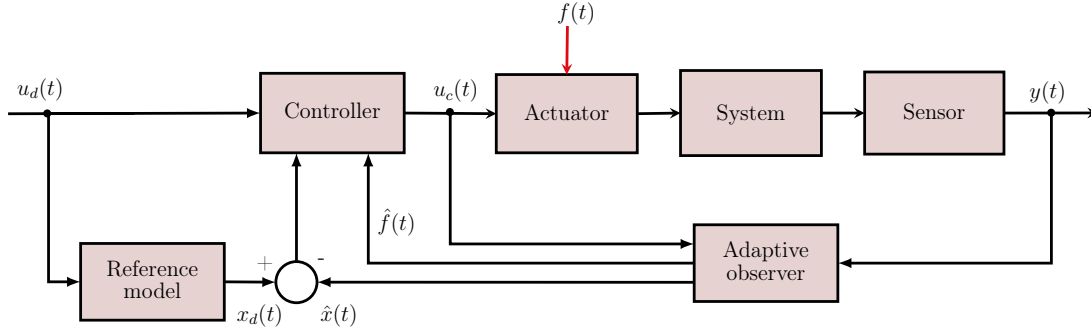 f(t)
u_d(t)
Controller
u_c(t)
Actuator
System
Sensor
y(t)
f̂(t)
Reference
model
+
-
Adaptive
observer
x_d(t)
x̂(t)